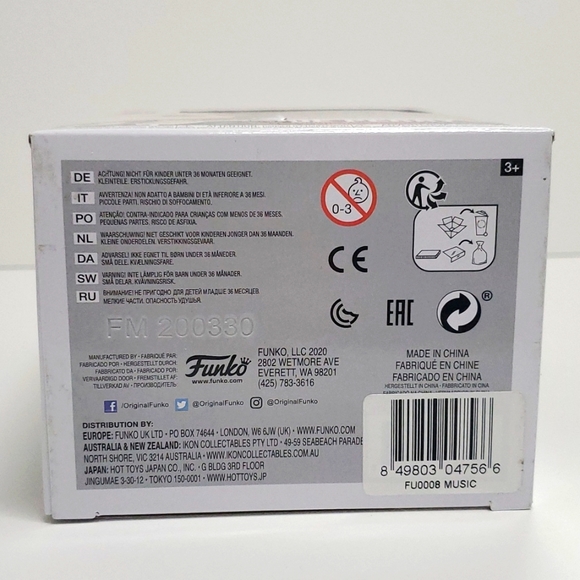 DE ACHTUNG! NICHT FÜR KINDER UNTER 36 MONATEN GEEIGNET.
KLEINTEILE. ERSTICKUNGSGEFAHR.
IT AVVERTENZA! NON ADATTO A BAMBINI DI ETÀ INFERIORE A 36 MESI.
PICCOLE PARTI. RISCHIO DI SOFFOCAMENTO.
PO ATENÇÃO! CONTRA-INDICADO PARA CRIANÇAS COM MENOS DE 36 MESES.
PEQUENAS PARTES. RISCO DE ASFIXIA.
NL WAARSCHUWING! NIET GESCHIKT VOOR KINDEREN JONGER DAN 36 MAANDEN.
KLEINE ONDERDELEN. VERSTIKKINGSGEVAAR.
DA ADVARSEL! IKKE EGNET TIL BØRN UNDER 36 MÅNEDER.
SMÅ DELE. KVÆLNINGSFARE.
SW VARNING! INTE LÄMPLIG FÖR BARN UNDER 36 MÅNADER.
SMÅ DELAR. KVÄVNINGSRISK.
RU ВНИМАНИЕ! НЕ ПРЕДНАЗНАЧЕНО ДЛЯ ДЕТЕЙ МЛАДШЕ 36 МЕСЯЦЕВ.
МЕЛКИЕ ЧАСТИ. ОПАСНОСТЬ УДУШЬЯ.
0-3
3+
CE
EAC
®
FM 200330
MANUFACTURED BY • FABRIQUÉ PAR:
FABRICADO POR • HERGESTELLT DURCH
FABBRICATO DA • FABRICADO POR
VERVAARDIGD DOOR • FREMSTILLET AF:
TILLVERKAD AV • ПРОИЗВОДИТЕЛЬ:
Funko
www.funko.com
FUNKO, LLC 2020
2802 WETMORE AVE
EVERETT, WA 98201
(425) 783-3616
MADE IN CHINA
FABRIQUÉ EN CHINE
FABRICADO EN CHINA
HERGESTELLT IN CHINA • FABBRICATO IN CINA
/OriginalFunko @OriginalFunko @OriginalFunko
DISTRIBUTION BY:
EUROPE: FUNKO UK LTD • PO BOX 74644 • LONDON, W6 6JW (UK) • WWW.FUNKO.COM
AUSTRALIA & NEW ZEALAND: IKON COLLECTABLES PTY LTD • 49-59 SEABEACH PARADE
NORTH SHORE, VIC 3214 AUSTRALIA • WWW.IKONCOLLECTABLES.COM.AU
JAPAN: HOT TOYS JAPAN CO., INC. • G BLDG 3RD FLOOR
JINGUMAE 3-30-12 • TOKYO 150-0001 • WWW.HOTTOYS.JP
8 49803 04756 6
FU0008 MUSIC